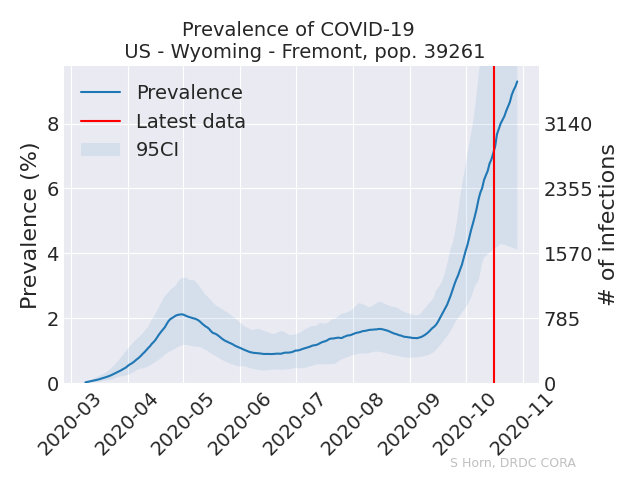 Prevalence of COVID-19
US - Wyoming - Fremont, pop. 39261
Prevalence
Latest data
95CI
Prevalence (%)
8
6
4
2
0
3140
2355
1570
785
0
# of infections
2020-03
2020-04
2020-05
2020-06
2020-07
2020-08
2020-09
2020-10
2020-11
S Horn, DRDC CORA